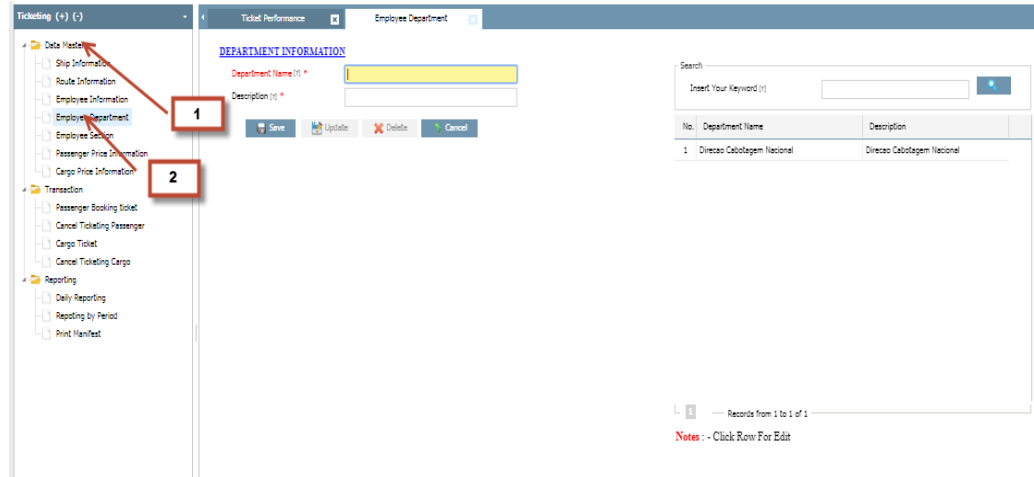 Ticketing (+) (-)
Ticket Performance
Employee Department
Data Master
Ship Information
Route Information
Employee Information
Employee Department
Employee Section
Passenger Price Information
Cargo Price Information
Transaction
Passenger Booking ticket
Cancel Ticketing Passenger
Cargo Ticket
Cancel Ticketing Cargo
Reporting
Daily Reporting
Repoting by Period
Print Manifest
1
2
DEPARTMENT INFORMATION
Department Name [?] *
Description [?] *
Save Update Delete Cancel
Search
Insert Your Keyword [?]
No. Department Name Description
1 Direcao Cabotagem Nacional Direcao Cabotagem Nacional
1 Records from 1 to 1 of 1
Notes : - Click Row For Edit